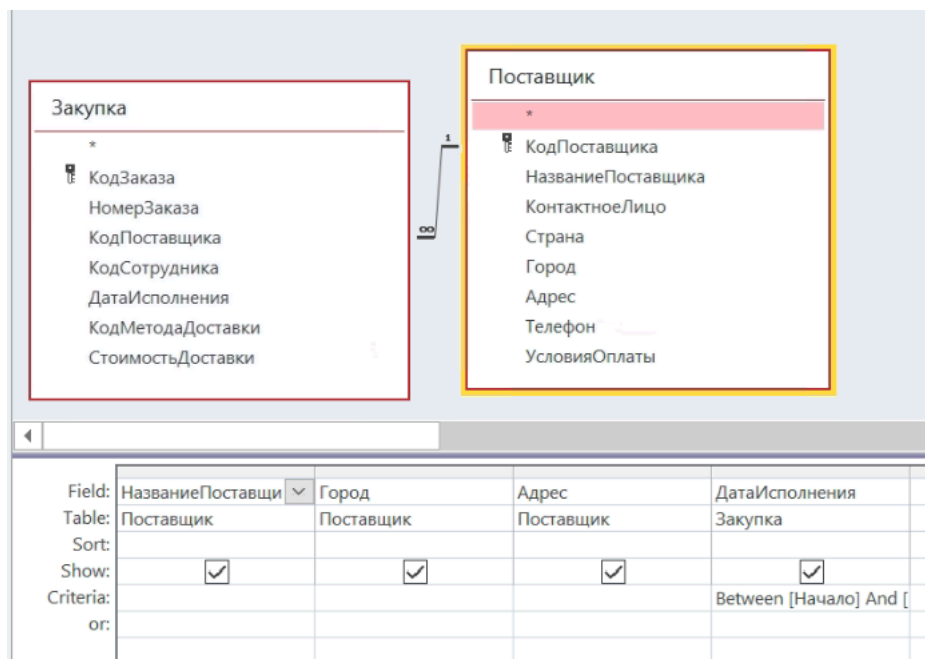 Закупка
*
КодЗаказа
НомерЗаказа
КодПоставщика
КодСотрудника
ДатаИсполнения
КодМетодаДоставки
СтоимостьДоставки
1
∞
Поставщик
*
КодПоставщика
НазваниеПоставщика
КонтактноеЛицо
Страна
Город
Адрес
Телефон
УсловияОплаты
Field: НазваниеПоставщи Город Адрес ДатаИсполнения
Table: Поставщик Поставщик Поставщик Закупка
Sort:
Show:
Criteria: Between [Начало] And [
or: